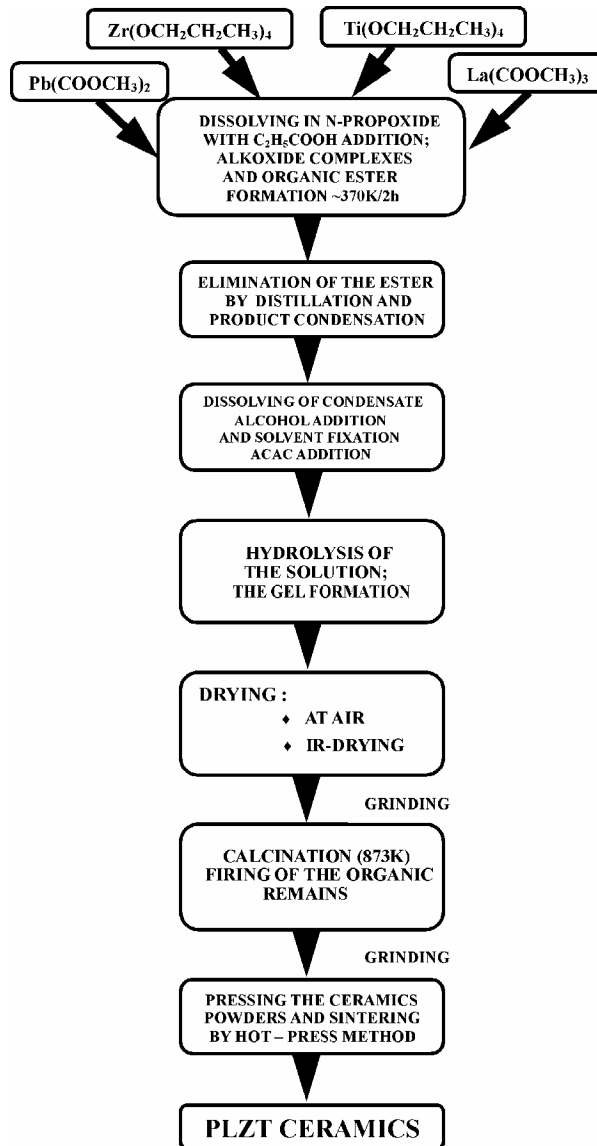 Zr(OCH₂CH₂CH₃)₄
Ti(OCH₂CH₂CH₃)₄
Pb(COOCH₃)₂
La(COOCH₃)₃
DISSOLVING IN N-PROPOXIDE
WITH C₂H₅COOH ADDITION;
ALKOXIDE COMPLEXES
AND ORGANIC ESTER
FORMATION ~370K/2h
ELIMINATION OF THE ESTER
BY DISTILLATION AND
PRODUCT CONDENSATION
DISSOLVING OF CONDENSATE
ALCOHOL ADDITION
AND SOLVENT FIXATION
ACAC ADDITION
HYDROLYSIS OF
THE SOLUTION;
THE GEL FORMATION
DRYING :
♦ AT AIR
♦ IR-DRYING
GRINDING
CALCINATION (873K)
FIRING OF THE ORGANIC
REMAINS
GRINDING
PRESSING THE CERAMICS
POWDERS AND SINTERING
BY HOT – PRESS METHOD
PLZT CERAMICS